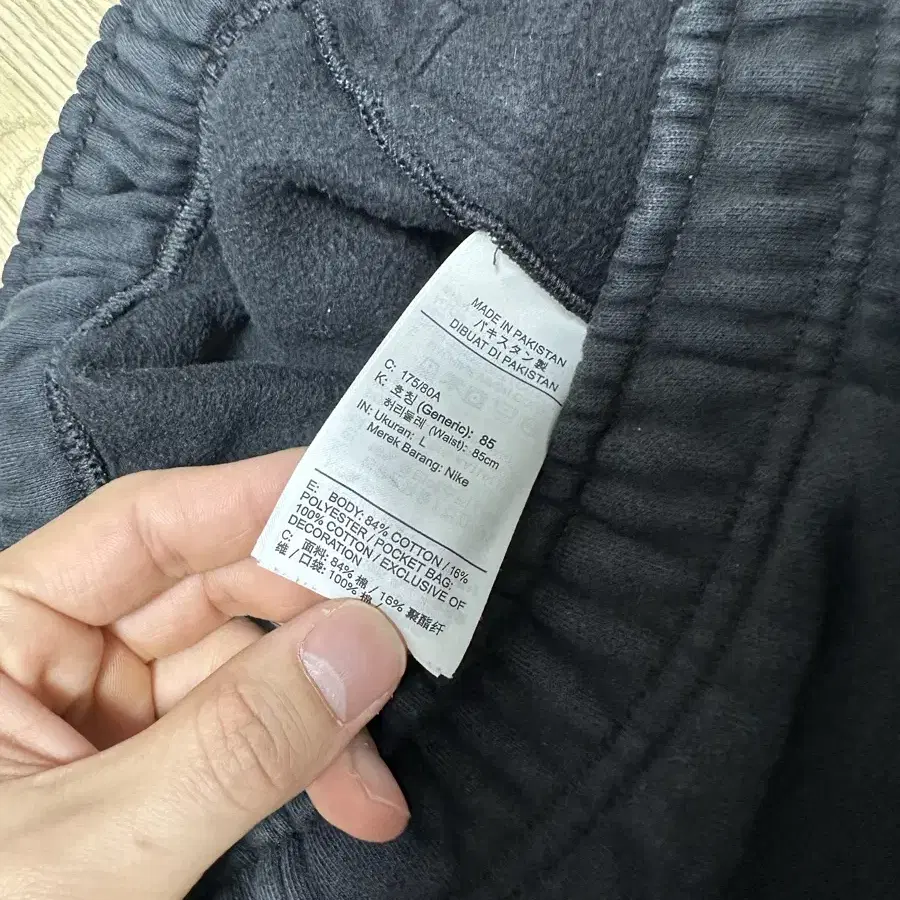 MADE IN PAKISTAN
パキスタン製
DIBUAT DI PAKISTAN
C: 175/80A
K: 호칭 (Generic): 85
허리둘레 (Waist): 85cm
IN: Ukuran: L
Merek Barang: Nike
E: BODY: 84% COTTON / 16%
POLYESTER / POCKET BAG:
100% COTTON / EXCLUSIVE OF
DECORATION
C: 面料: 84% 棉 / 16% 聚酯纤
维 / 口袋: 100% 棉